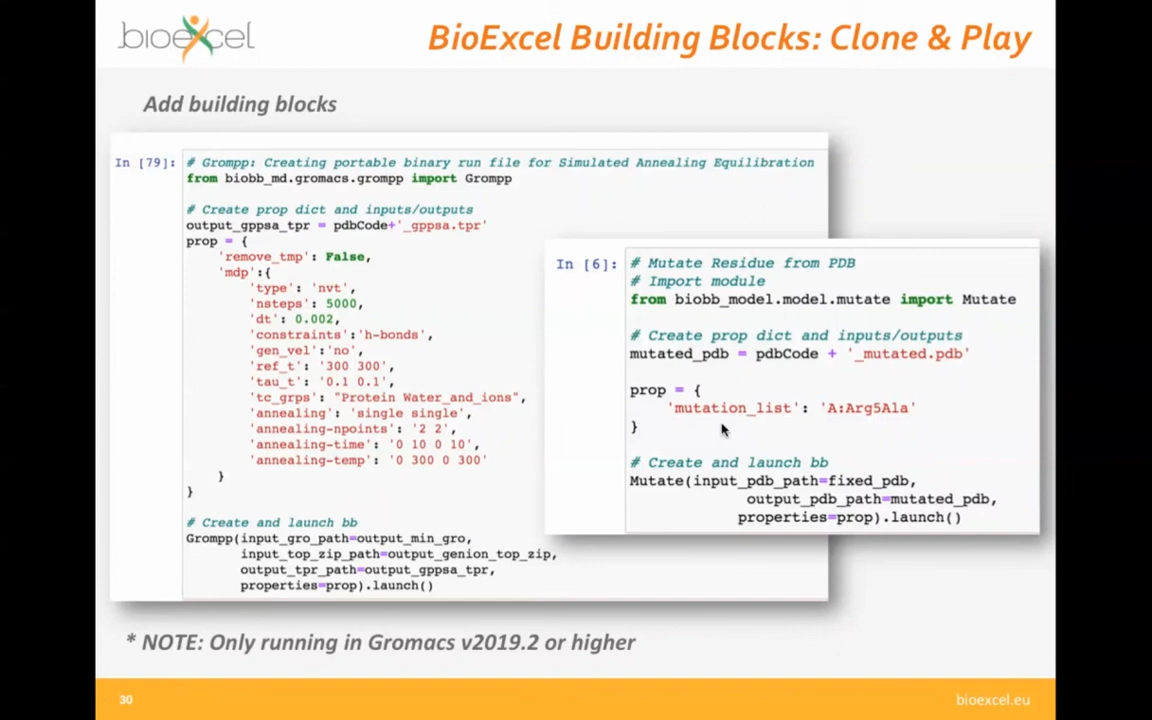 bioexcel
BioExcel Building Blocks: Clone & Play
Add building blocks
In [79]:
# Grompp: Creating portable binary run file for Simulated Annealing Equilibration
from biobb_md.gromacs.grompp import Grompp
# Create prop dict and inputs/outputs
output_gppsa_tpr = pdbCode+'_gppsa.tpr'
prop = {
'remove_tmp': False,
'mdp':{
'type': 'nvt',
'nsteps': 5000,
'dt': 0.002,
'constraints':'h-bonds',
'gen_vel':'no',
'ref_t': '300 300',
'tau_t': '0.1 0.1',
'tc_grps': "Protein Water_and_ions",
'annealing': 'single single',
'annealing-npoints': '2 2',
'annealing-time': '0 10 0 10',
'annealing-temp': '0 300 0 300'
}
}
# Create and launch bb
Grompp(input_gro_path=output_min_gro,
input_top_zip_path=output_genion_top_zip,
output_tpr_path=output_gppsa_tpr,
properties=prop).launch()
In [6]:
# Mutate Residue from PDB
# Import module
from biobb_model.model.mutate import Mutate
# Create prop dict and inputs/outputs
mutated_pdb = pdbCode + '_mutated.pdb'
prop = {
'mutation_list': 'A:Arg5Ala'
}
# Create and launch bb
Mutate(input_pdb_path=fixed_pdb,
output_pdb_path=mutated_pdb,
properties=prop).launch()
* NOTE: Only running in Gromacs v2019.2 or higher
30
bioexcel.eu